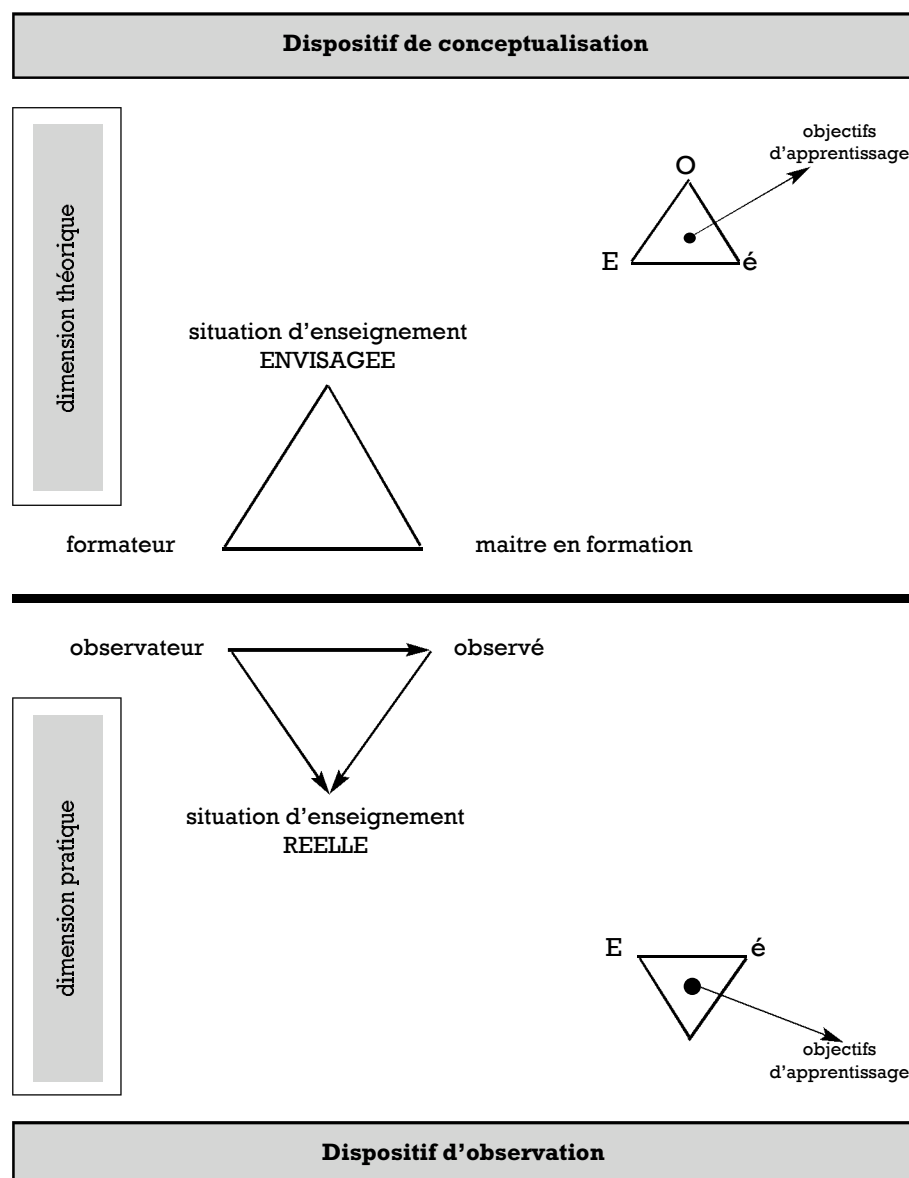 Dispositif de conceptualisation
dimension théorique
objectifs
d'apprentissage
O
E
é
situation d'enseignement
ENVISAGEE
formateur
maitre en formation
observateur
observé
dimension pratique
situation d'enseignement
REELLE
E
é
objectifs
d'apprentissage
Dispositif d'observation